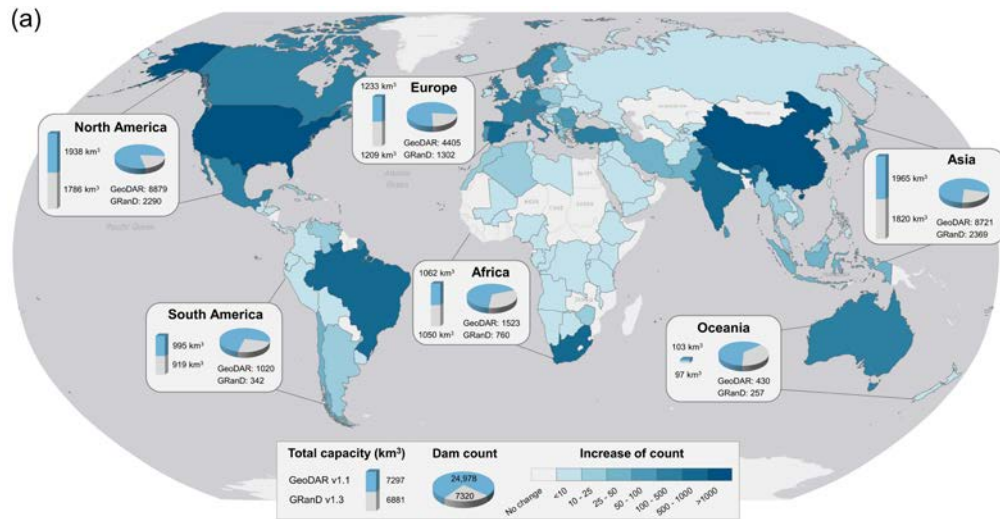 (a)
North America
1938 km³
1786 km³
GeoDAR: 8879
GRanD: 2290
Europe
1233 km³
1209 km³
GeoDAR: 4405
GRanD: 1302
Asia
1965 km³
1820 km³
GeoDAR: 8721
GRanD: 2369
Africa
1062 km³
1050 km³
GeoDAR: 1523
GRanD: 760
South America
995 km³
919 km³
GeoDAR: 1020
GRanD: 342
Oceania
103 km³
97 km³
GeoDAR: 430
GRanD: 257
Total capacity (km³)
GeoDAR v1.1
7297
GRanD v1.3
6881
Dam count
24,978
7320
Increase of count
No change
<10
10 - 25
25 - 50
50 - 100
100 - 500
500 - 1000
>1000